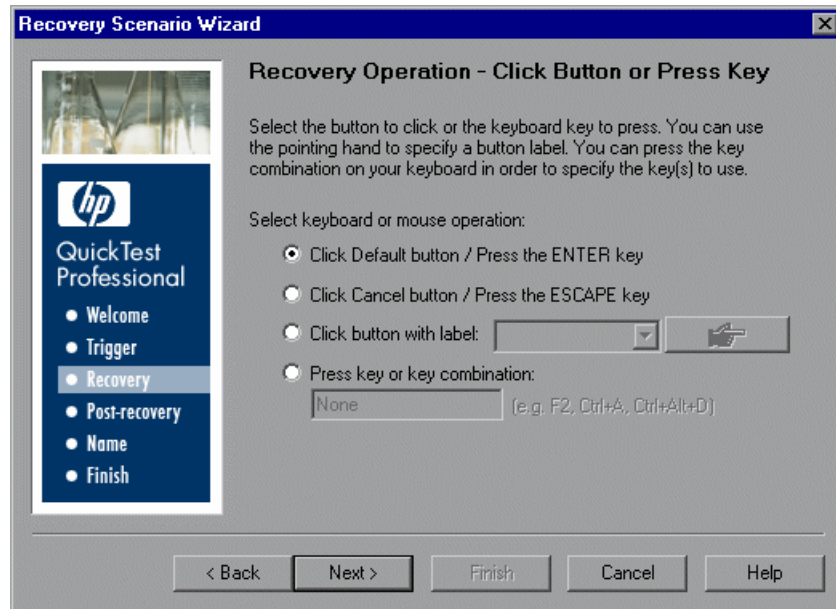 Recovery Scenario Wizard
Recovery Operation - Click Button or Press Key
Select the button to click or the keyboard key to press. You can use
the pointing hand to specify a button label. You can press the key
combination on your keyboard in order to specify the key(s) to use.
hp
QuickTest
Professional
Welcome
Trigger
Recovery
Post-recovery
Name
Finish
Select keyboard or mouse operation:
Click Default button / Press the ENTER key
Click Cancel button / Press the ESCAPE key
Click button with label:
Press key or key combination:
None (e.g. F2, Ctrl+A, Ctrl+Alt+D)
< Back Next > Finish Cancel Help